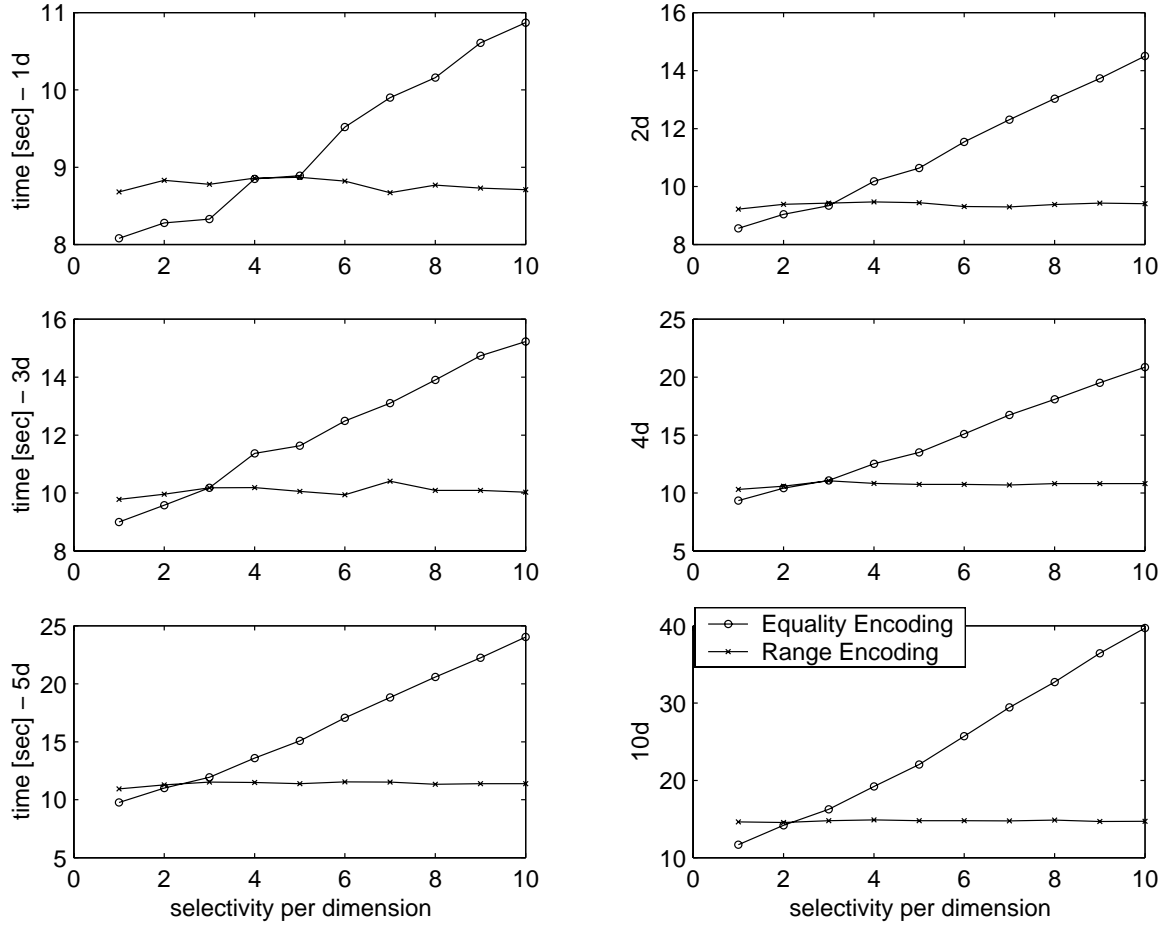 11
10
9
8
time [sec] – 1d
0 2 4 6 8 10
16
14
12
10
8
2d
0 2 4 6 8 10
16
14
12
10
8
time [sec] – 3d
0 2 4 6 8 10
25
20
15
10
5
4d
0 2 4 6 8 10
25
20
15
10
5
time [sec] – 5d
0 2 4 6 8 10
selectivity per dimension
40
30
20
10
10d
Equality Encoding
Range Encoding
0 2 4 6 8 10
selectivity per dimension